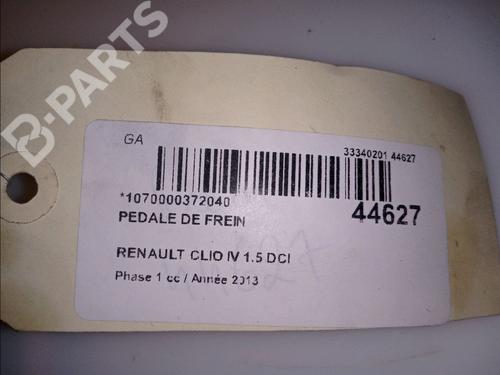 B-PARTS
GA
33340201 44627
*1070000372040
44627
PEDALE DE FREIN
RENAULT CLIO IV 1.5 DCI
Phase 1 cc / Année 2013